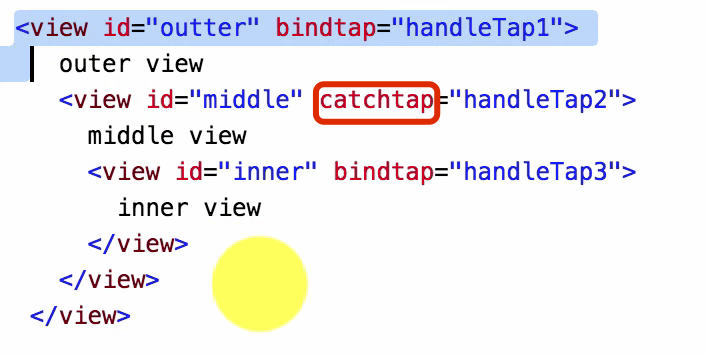 <view id="outter" bindtap="handleTap1">
outer view
<view id="middle" catchtap="handleTap2">
middle view
<view id="inner" bindtap="handleTap3">
inner view
</view>
</view>
</view>